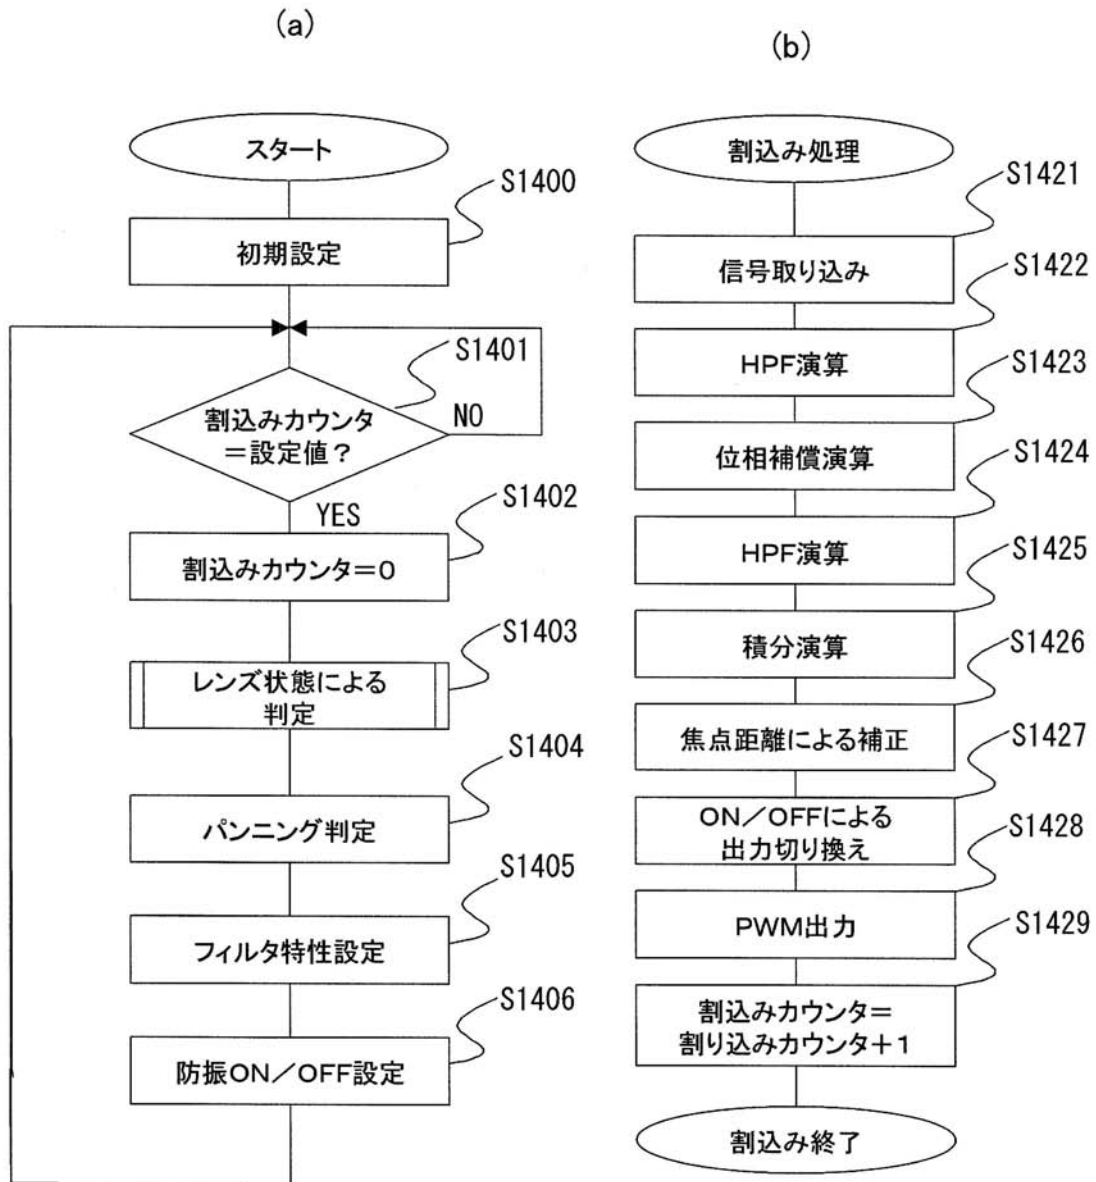 (a)
スタート
S1400
初期設定
S1401
割込みカウンタ
＝設定値？
NO
YES
S1402
割込みカウンタ＝０
S1403
レンズ状態による
判定
S1404
パンニング判定
S1405
フィルタ特性設定
S1406
防振ON／OFF設定
(b)
割込み処理
S1421
信号取り込み
S1422
HPF演算
S1423
位相補償演算
S1424
HPF演算
S1425
積分演算
S1426
焦点距離による補正
S1427
ON／OFFによる
出力切り換え
S1428
PWM出力
S1429
割込みカウンタ＝
割り込みカウンタ＋１
割込み終了